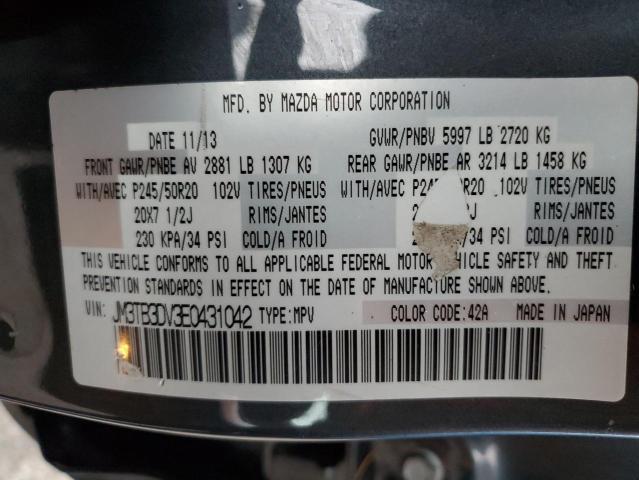 MFD. BY MAZDA MOTOR CORPORATION
DATE 11/13 GVWR/PNBV 5997 LB 2720 KG
FRONT GAWR/PNBE AV 2881 LB 1307 KG REAR GAWR/PNBE AR 3214 LB 1458 KG
WITH/AVEC P245/50R20 102V TIRES/PNEUS WITH/AVEC 102V TIRES/PNEUS
20X7 1/2J RIMS/JANTES RIMS/JANTES
230 KPA/34 PSI COLD/A FROID PSI COLD/A FROID
THIS VEHICLE CONFORMS TO ALL APPLICABLE FEDERAL MOTOR VEHICLE SAFETY AND THEFT
PREVENTION STANDARDS IN EFFECT ON THE DATE OF MANUFACTURE SHOWN ABOVE.
VIN: JM3TB3DV3E0431042 TYPE:MPV COLOR CODE:42A MADE IN JAPAN